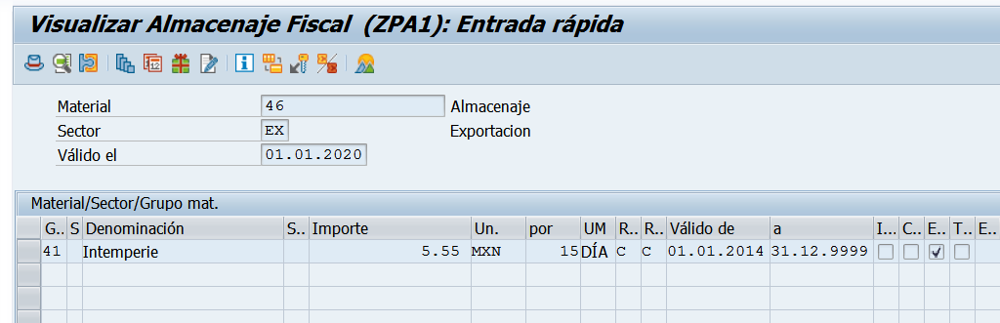 Visualizar Almacenaje Fiscal (ZPA1): Entrada rápida
12
Material 46 Almacenaje
Sector EX Exportacion
Válido el 01.01.2020
Material/Sector/Grupo mat.
G.. S Denominación S.. Importe Un. por UM R.. R.. Válido de a I... C.. E.. T.. E..
41 Intemperie 5.55 MXN 15 DÍA C C 01.01.2014 31.12.9999